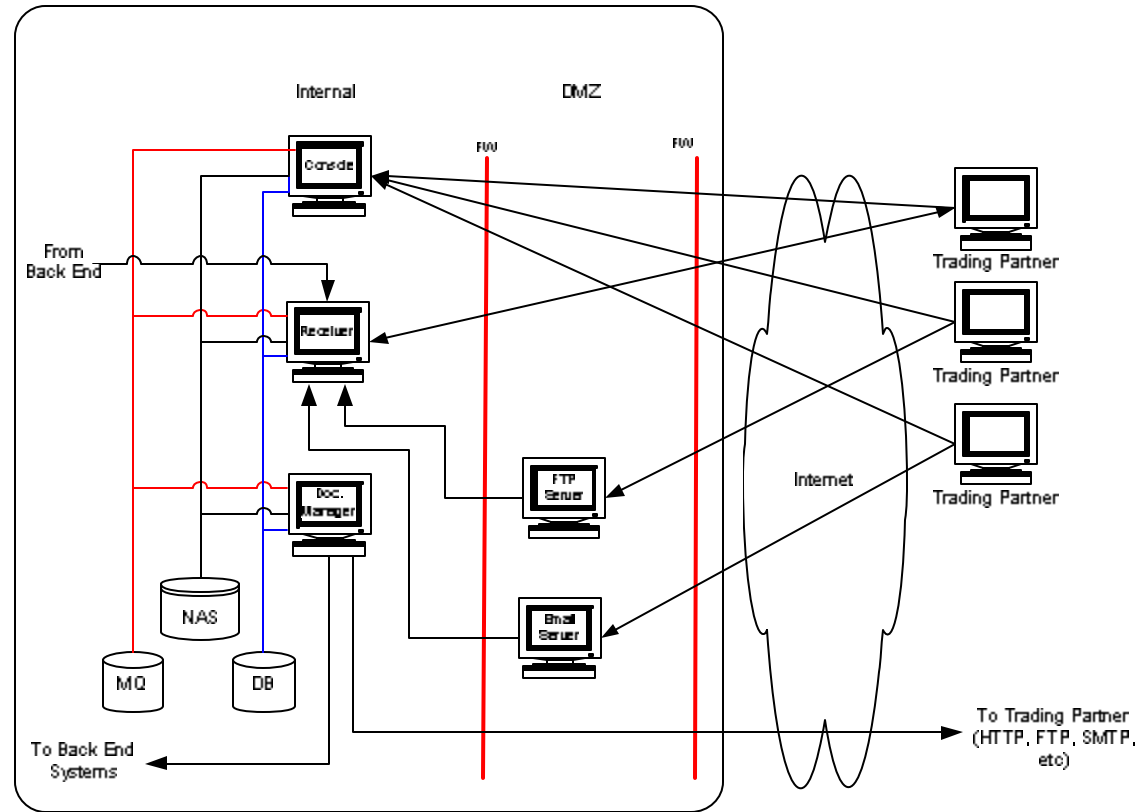 Internal
DMZ
FW
FW
Console
From
Back End
Receiver
Trading Partner
Trading Partner
Trading Partner
Internet
FTP
Server
Doc.
Manager
Email
Server
NAS
MQ
DB
To Back End
Systems
To Trading Partner
(HTTP, FTP, SMTP,
etc)